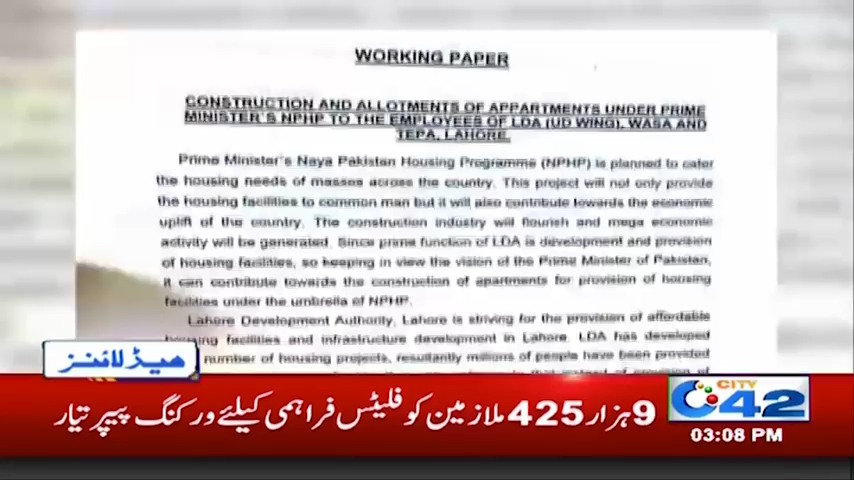 WORKING PAPER
CONSTRUCTION AND ALLOTMENTS OF APPARTMENTS UNDER PRIME
MINISTER'S NPHP TO THE EMPLOYEES OF LDA (UD WING), WASA AND
TEPA, LAHORE.
Prime Minister's Naya Pakistan Housing Programme (NPHP) is planned to cater
the housing needs of masses across the country. This project will not only provide
the housing facilities to common man but it will also contribute towards the economic
uplift of the country. The construction industry will flourish and mega economic
activity will be generated. Since prime function of LDA is development and provision
of housing facilities, so keeping in view the vision of the Prime Minister of Pakistan,
it can contribute towards the construction of apartments for provision of housing
facilities under the umbrella of NPHP.
Lahore Development Authority, Lahore is striving for the provision of affordable
housing facilities and infrastructure development in Lahore. LDA has developed
number of housing projects, resultantly millions of people have been provided
ہیڈلائنز
9 ہزار 425 ملازمین کو فلیٹس فراہمی کیلئے ورکنگ پیپر تیار
CITY
42
03:08 PM